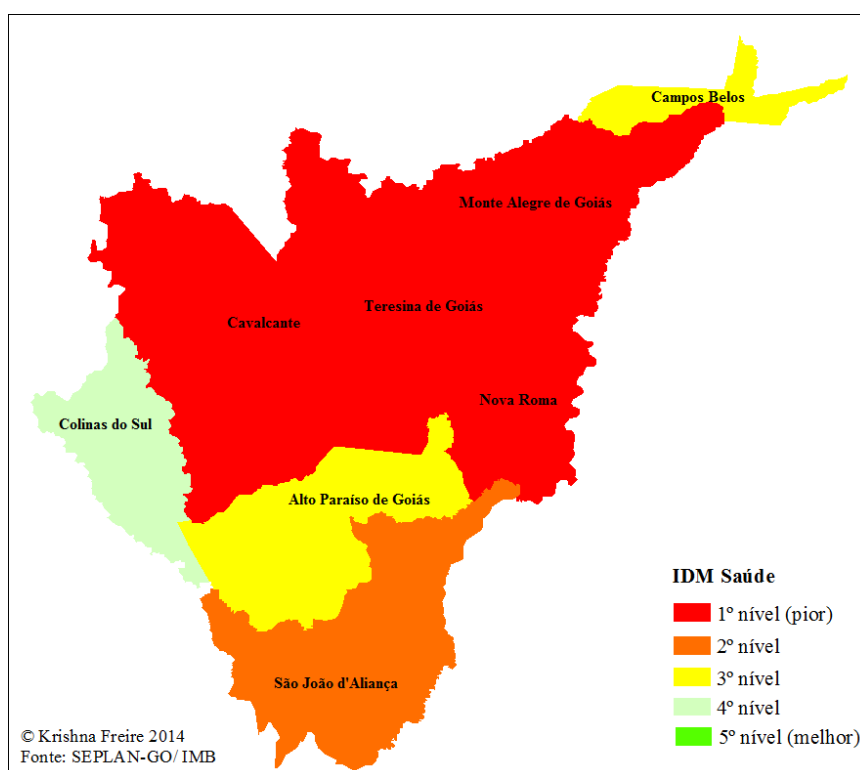 Campos Belos
Monte Alegre de Goiás
Teresina de Goiás
Cavalcante
Nova Roma
Colinas do Sul
Alto Paraíso de Goiás
São João d'Aliança
IDM Saúde
1º nível (pior)
2º nível
3º nível
4º nível
5º nível (melhor)
© Krishna Freire 2014
Fonte: SEPLAN-GO/ IMB